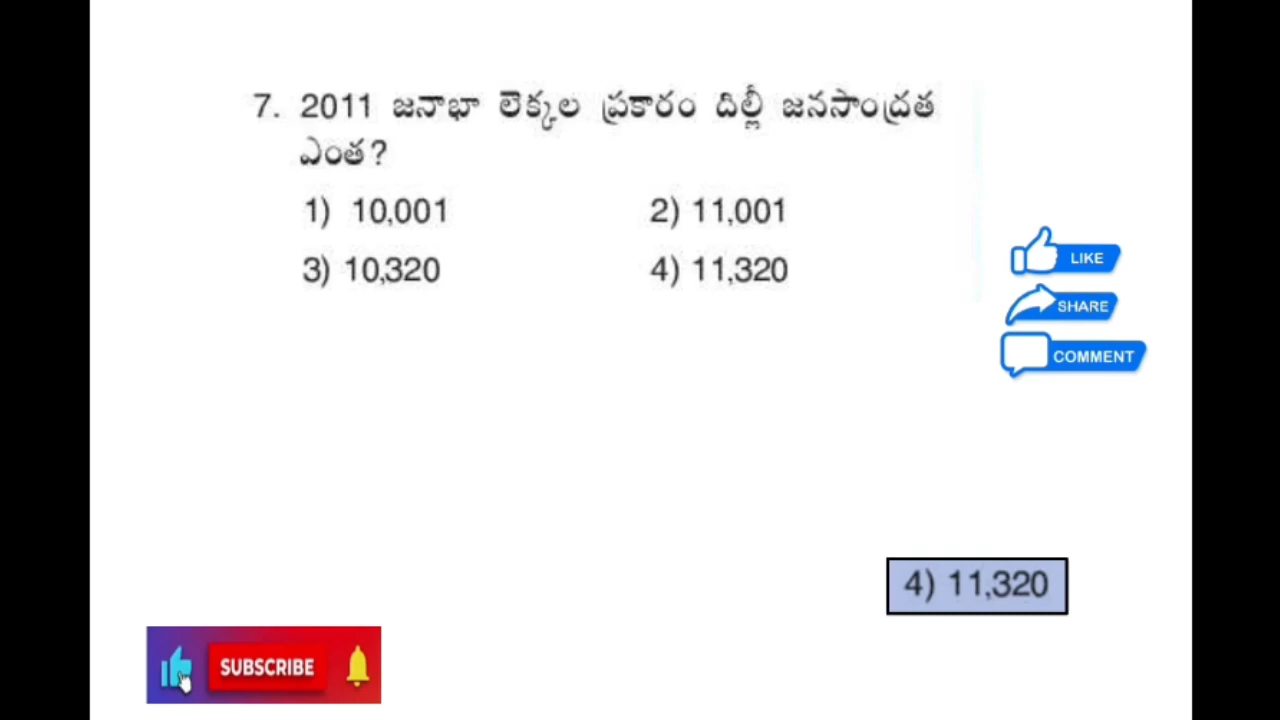 7. 2011 జనాభా లెక్కల ప్రకారం దిల్లీ జనసాంద్రత
ఎంత?
1) 10,001 2) 11,001
3) 10,320 4) 11,320
LIKE
SHARE
COMMENT
4) 11,320
SUBSCRIBE